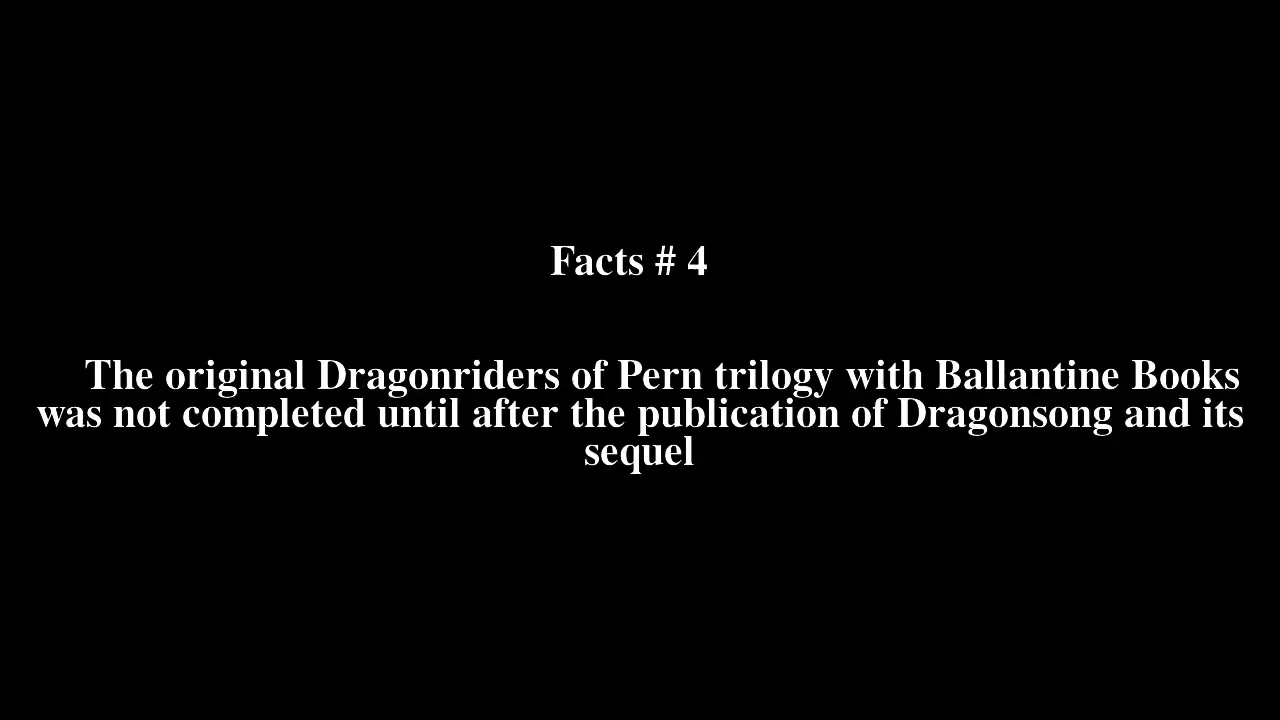 Facts # 4
The original Dragonriders of Pern trilogy with Ballantine Books
was not completed until after the publication of Dragonsong and its
sequel